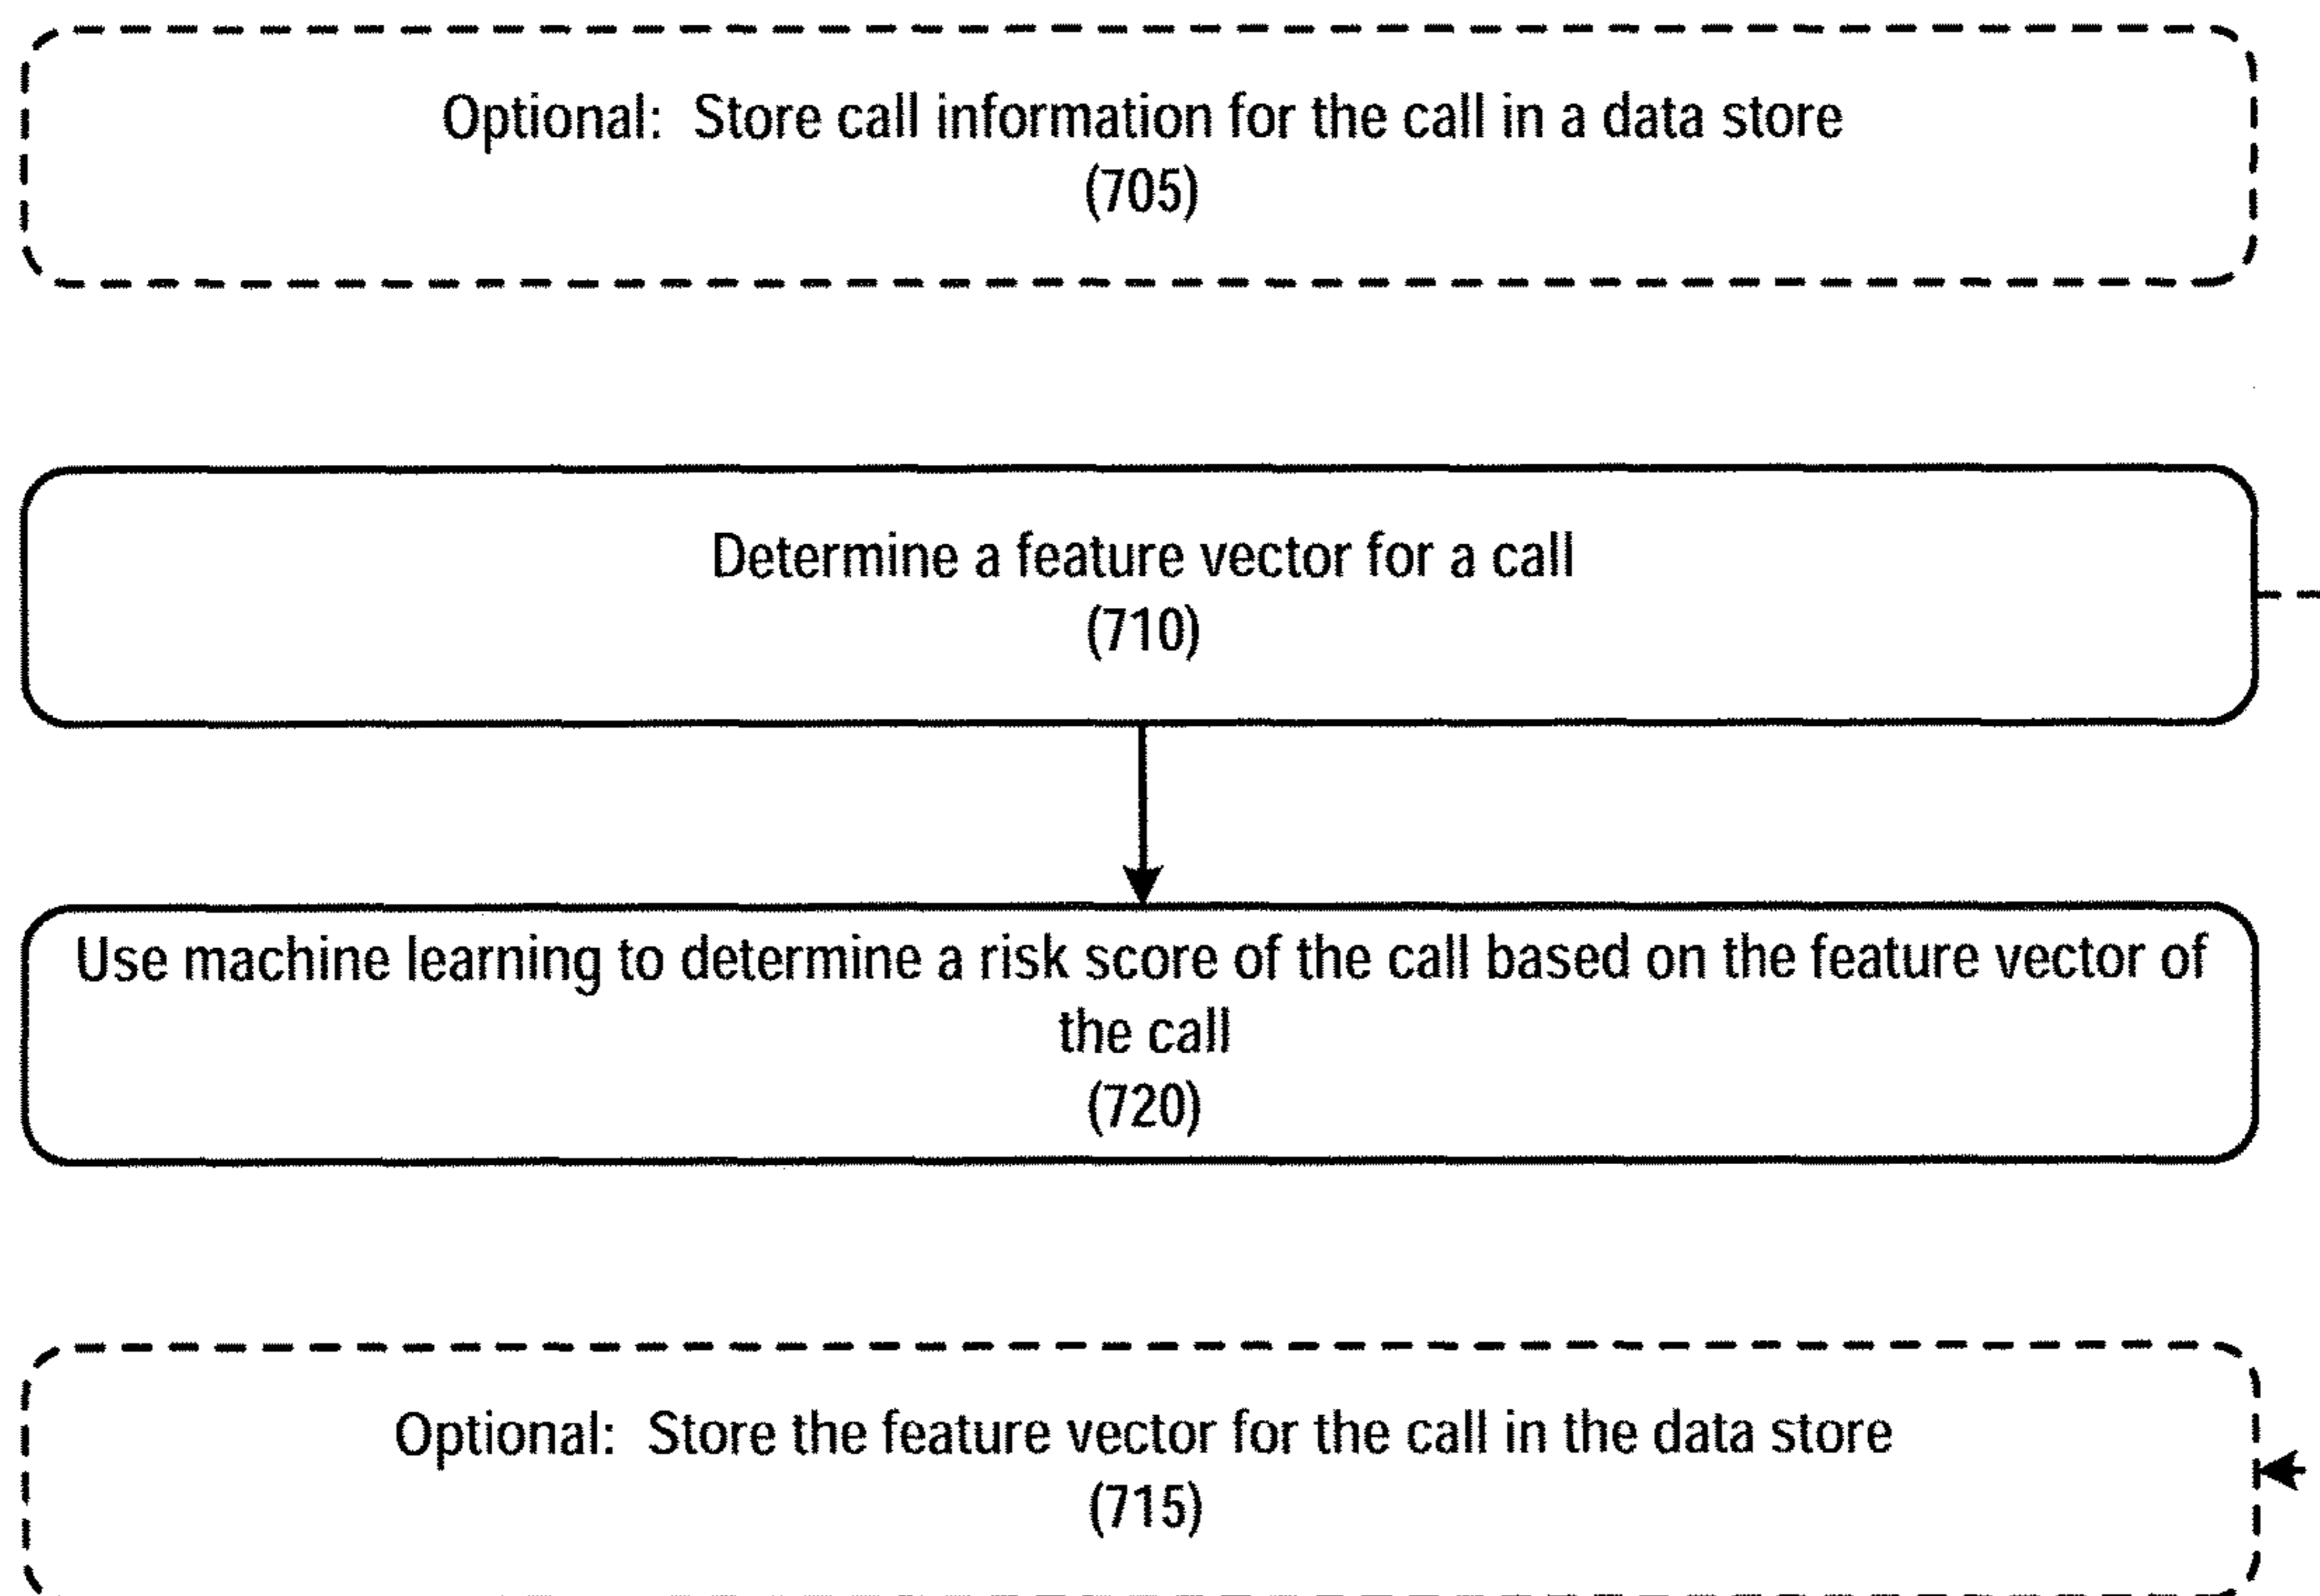 Optional: Store call information for the call in a data store
(705)
Determine a feature vector for a call
(710)
Use machine learning to determine a risk score of the call based on the feature vector of
the call
(720)
Optional: Store the feature vector for the call in the data store
(715)